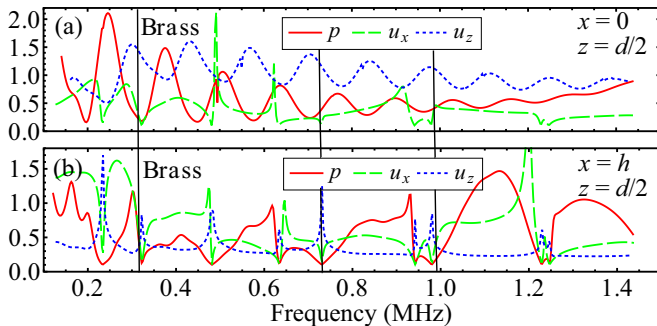 (a) Brass p u_x u_z x = 0
z = d/2
2.0
1.5
1.0
0.5
0.0
(b) Brass p u_x u_z x = h
z = d/2
1.5
1.0
0.5
0.0
0.2 0.4 0.6 0.8 1.0 1.2 1.4
Frequency (MHz)